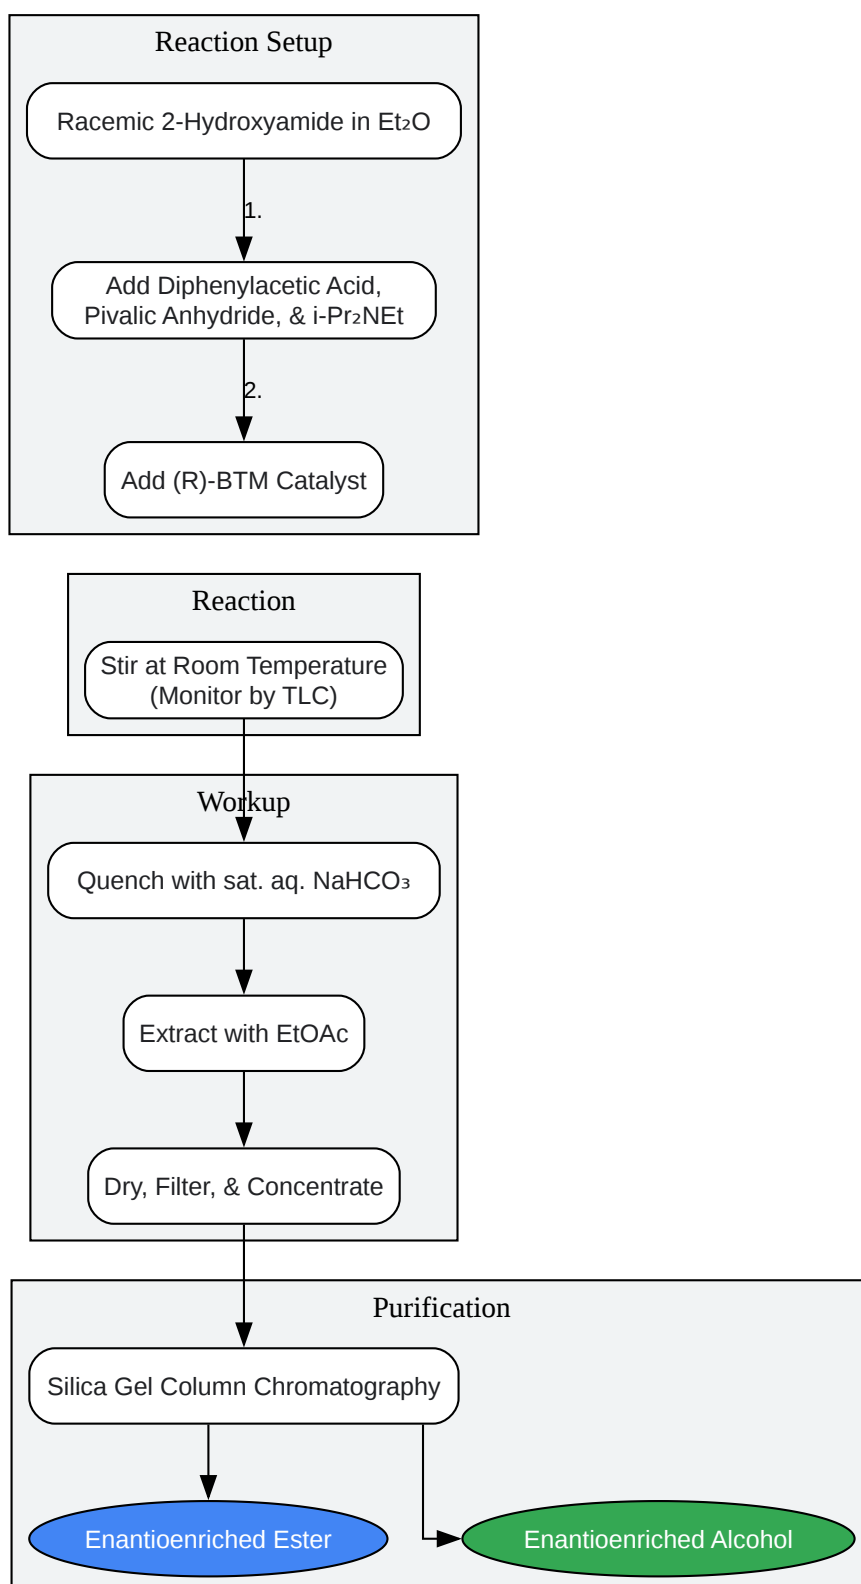 Reaction Setup
Racemic 2-Hydroxyamide in Et₂O
1.
Add Diphenylacetic Acid,
Pivalic Anhydride, & i-Pr₂NEt
2.
Add (R)-BTM Catalyst
Reaction
Stir at Room Temperature
(Monitor by TLC)
Workup
Quench with sat. aq. NaHCO₃
Extract with EtOAc
Dry, Filter, & Concentrate
Purification
Silica Gel Column Chromatography
Enantioenriched Ester
Enantioenriched Alcohol